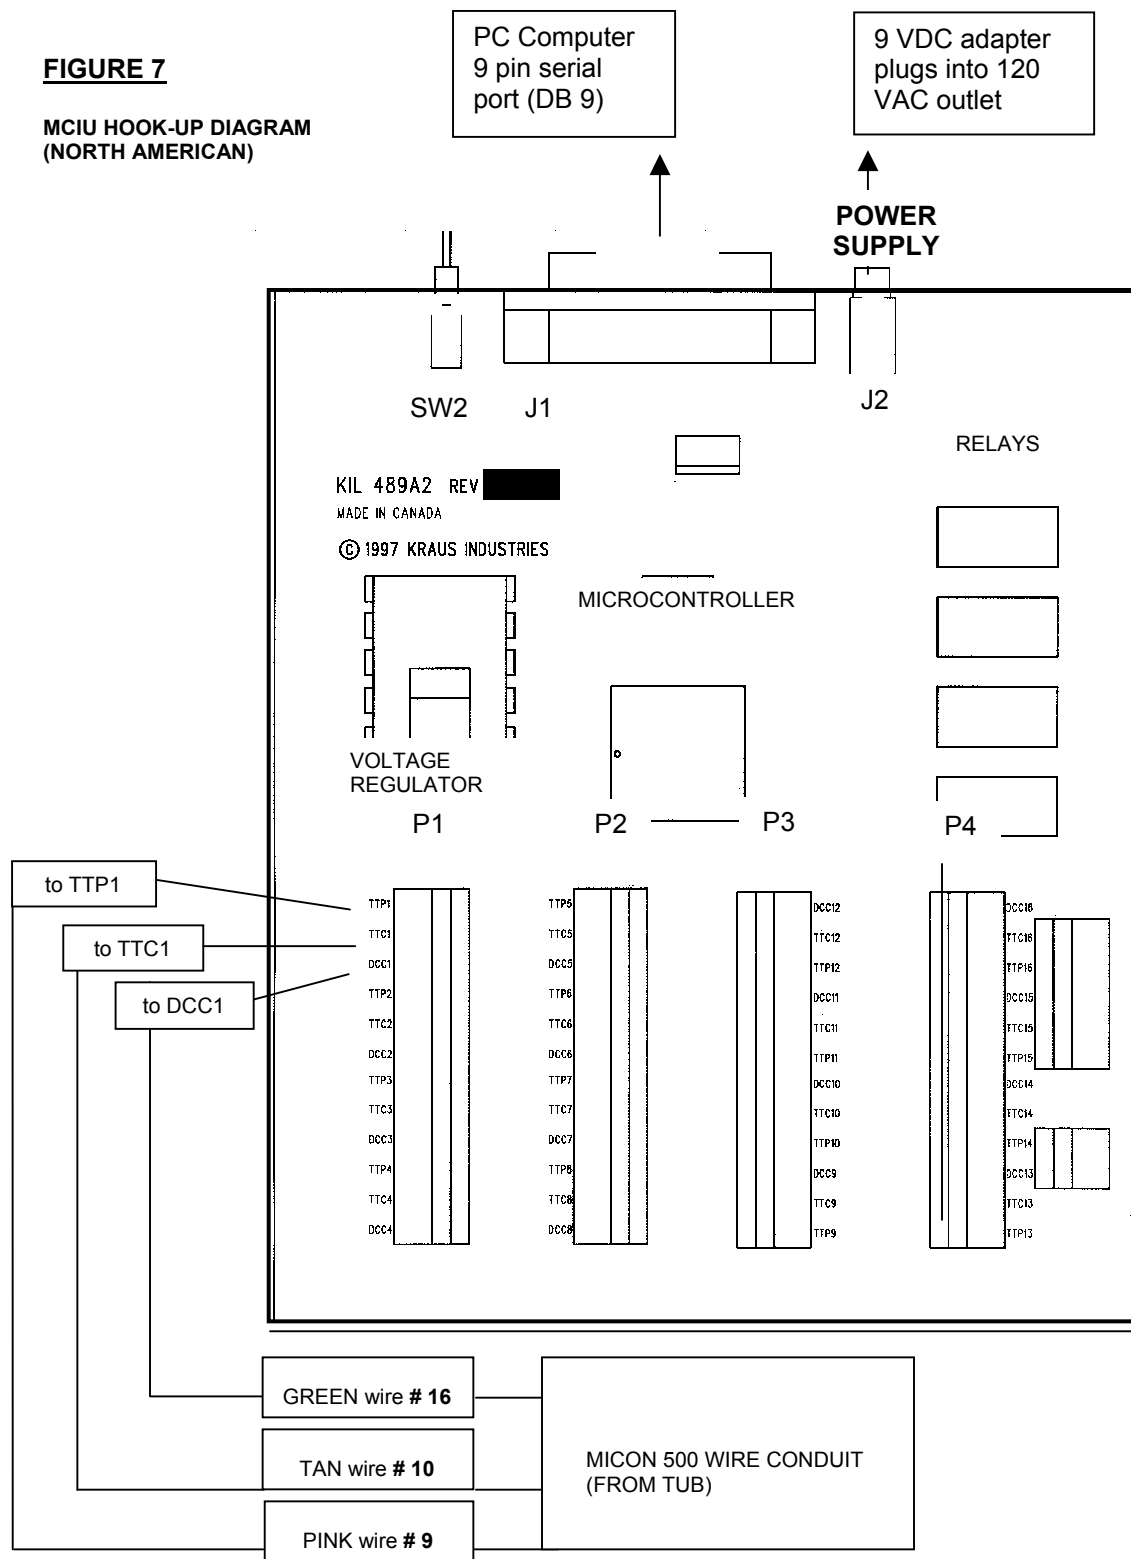 FIGURE 7
MCIU HOOK-UP DIAGRAM
(NORTH AMERICAN)
PC Computer
9 pin serial
port (DB 9)
9 VDC adapter
plugs into 120
VAC outlet
POWER
SUPPLY
SW2
J1
J2
RELAYS
KIL 489A2 REV
MADE IN CANADA
© 1997 KRAUS INDUSTRIES
MICROCONTROLLER
VOLTAGE
REGULATOR
P1
P2
P3
P4
to TTP1
to TTC1
to DCC1
TTP1
TTC1
DCC1
TTP2
TTC2
DCC2
TTP3
TTC3
DCC3
TTP4
TTC4
DCC4
TTP5
TTC5
DCC5
TTP6
TTC6
DCC6
TTP7
TTC7
DCC7
TTP8
TTC8
DCC8
DCC12
TTC12
TTP12
DCC11
TTC11
TTP11
DCC10
TTC10
TTP10
DCC9
TTC9
TTP9
DCC16
TTC16
TTP16
DCC15
TTC15
TTP15
DCC14
TTC14
TTP14
DCC13
TTC13
TTP13
GREEN wire # 16
TAN wire # 10
PINK wire # 9
MICON 500 WIRE CONDUIT
(FROM TUB)